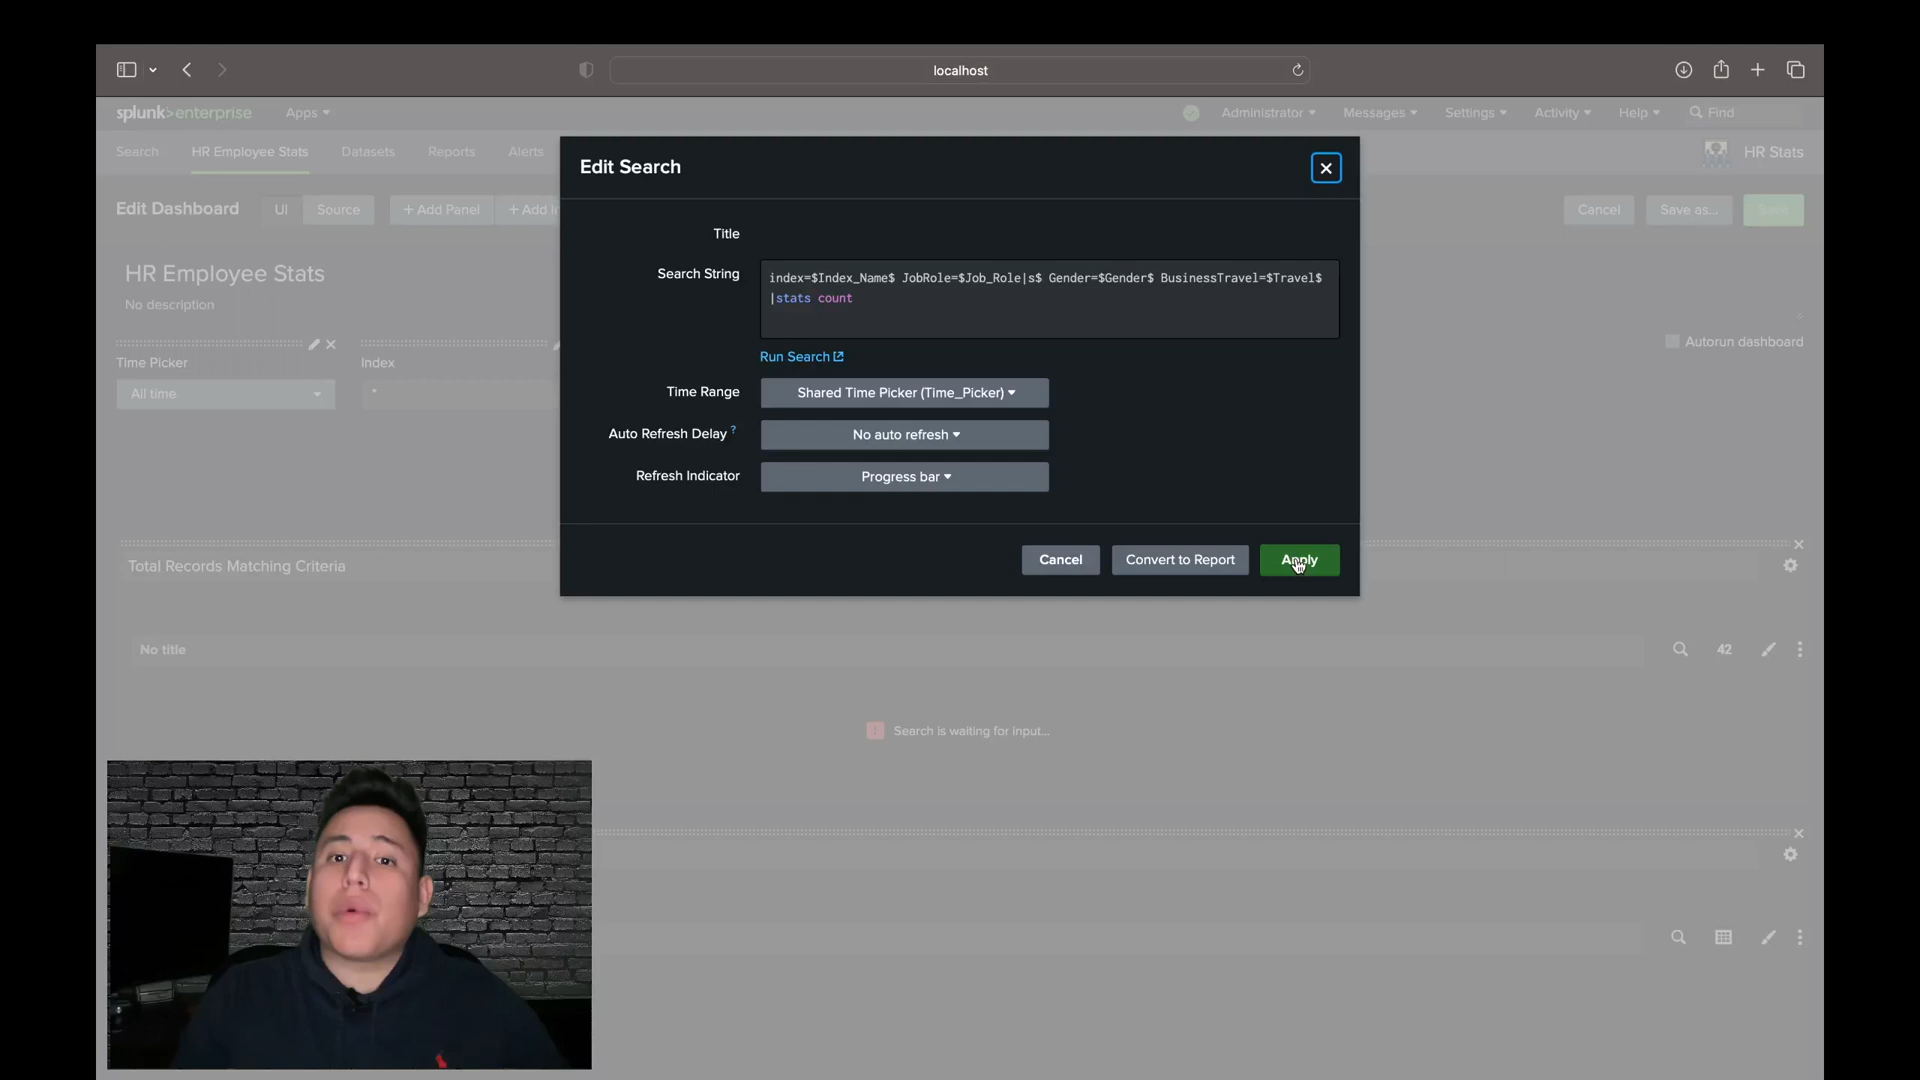 localhost
splunk>enterprise Apps Administrator Messages Settings Activity Help Find
Search HR Employee Stats Datasets Reports Alerts HR Stats
Edit Dashboard UI Source + Add Panel + Add In Cancel Save as... Save
HR Employee Stats
No description
Time Picker Index Autorun dashboard
All time *
Edit Search
Title
Search String
index=$Index_Name$ JobRole=$Job_Role|s$ Gender=$Gender$ BusinessTravel=$Travel$
|stats count
Run Search
Time Range Shared Time Picker (Time_Picker)
Auto Refresh Delay ? No auto refresh
Refresh Indicator Progress bar
Cancel Convert to Report Apply
Total Records Matching Criteria
No title 42
Search is waiting for input...